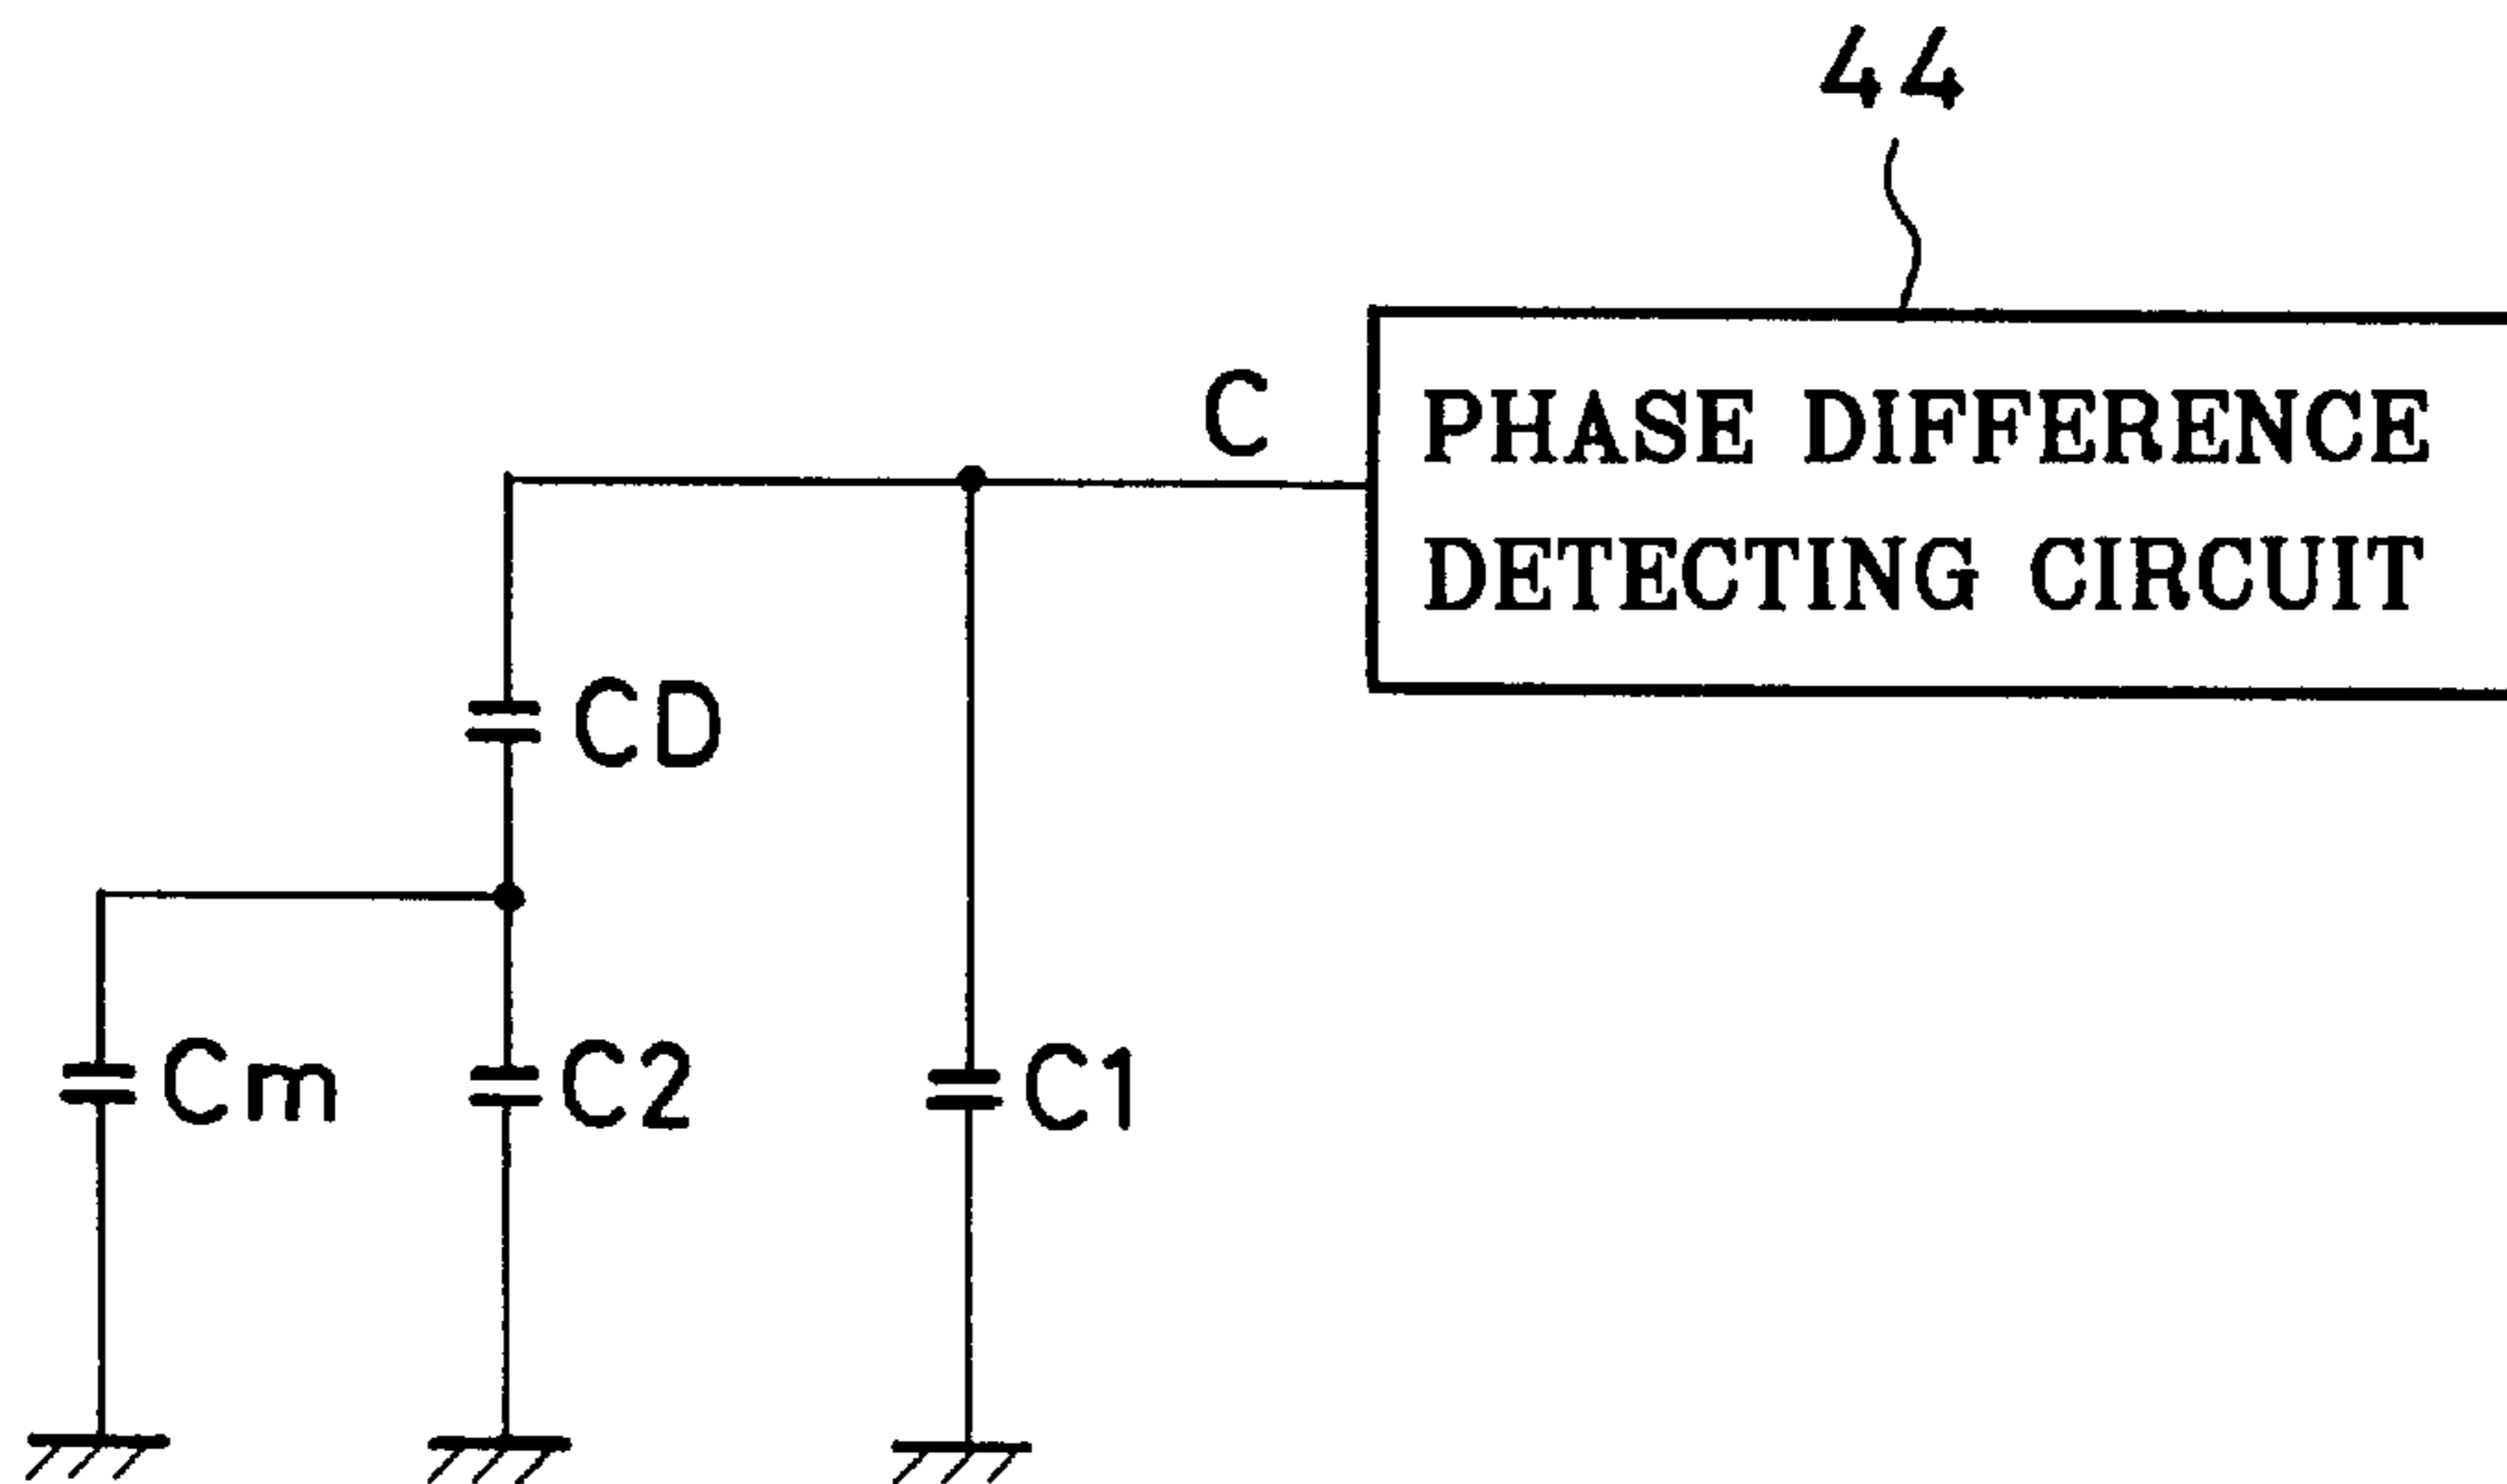 44
C
PHASE DIFFERENCE
DETECTING CIRCUIT
CD
Cm
C2
C1